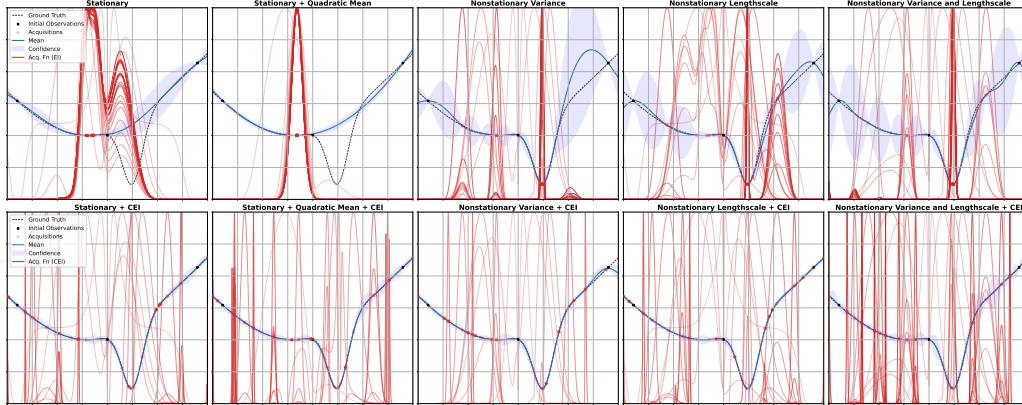 Stationary
Stationary + Quadratic Mean
Nonstationary Variance
Nonstationary Lengthscale
Nonstationary Variance and Lengthscale
Ground Truth
Initial Observations
Acquisitions
Mean
Confidence
Acq. Fn (EI)
Stationary + CEI
Stationary + Quadratic Mean + CEI
Nonstationary Variance + CEI
Nonstationary Lengthscale + CEI
Nonstationary Variance and Lengthscale + CEI
Ground Truth
Initial Observations
Acquisitions
Mean
Confidence
Acq. Fn (CEI)